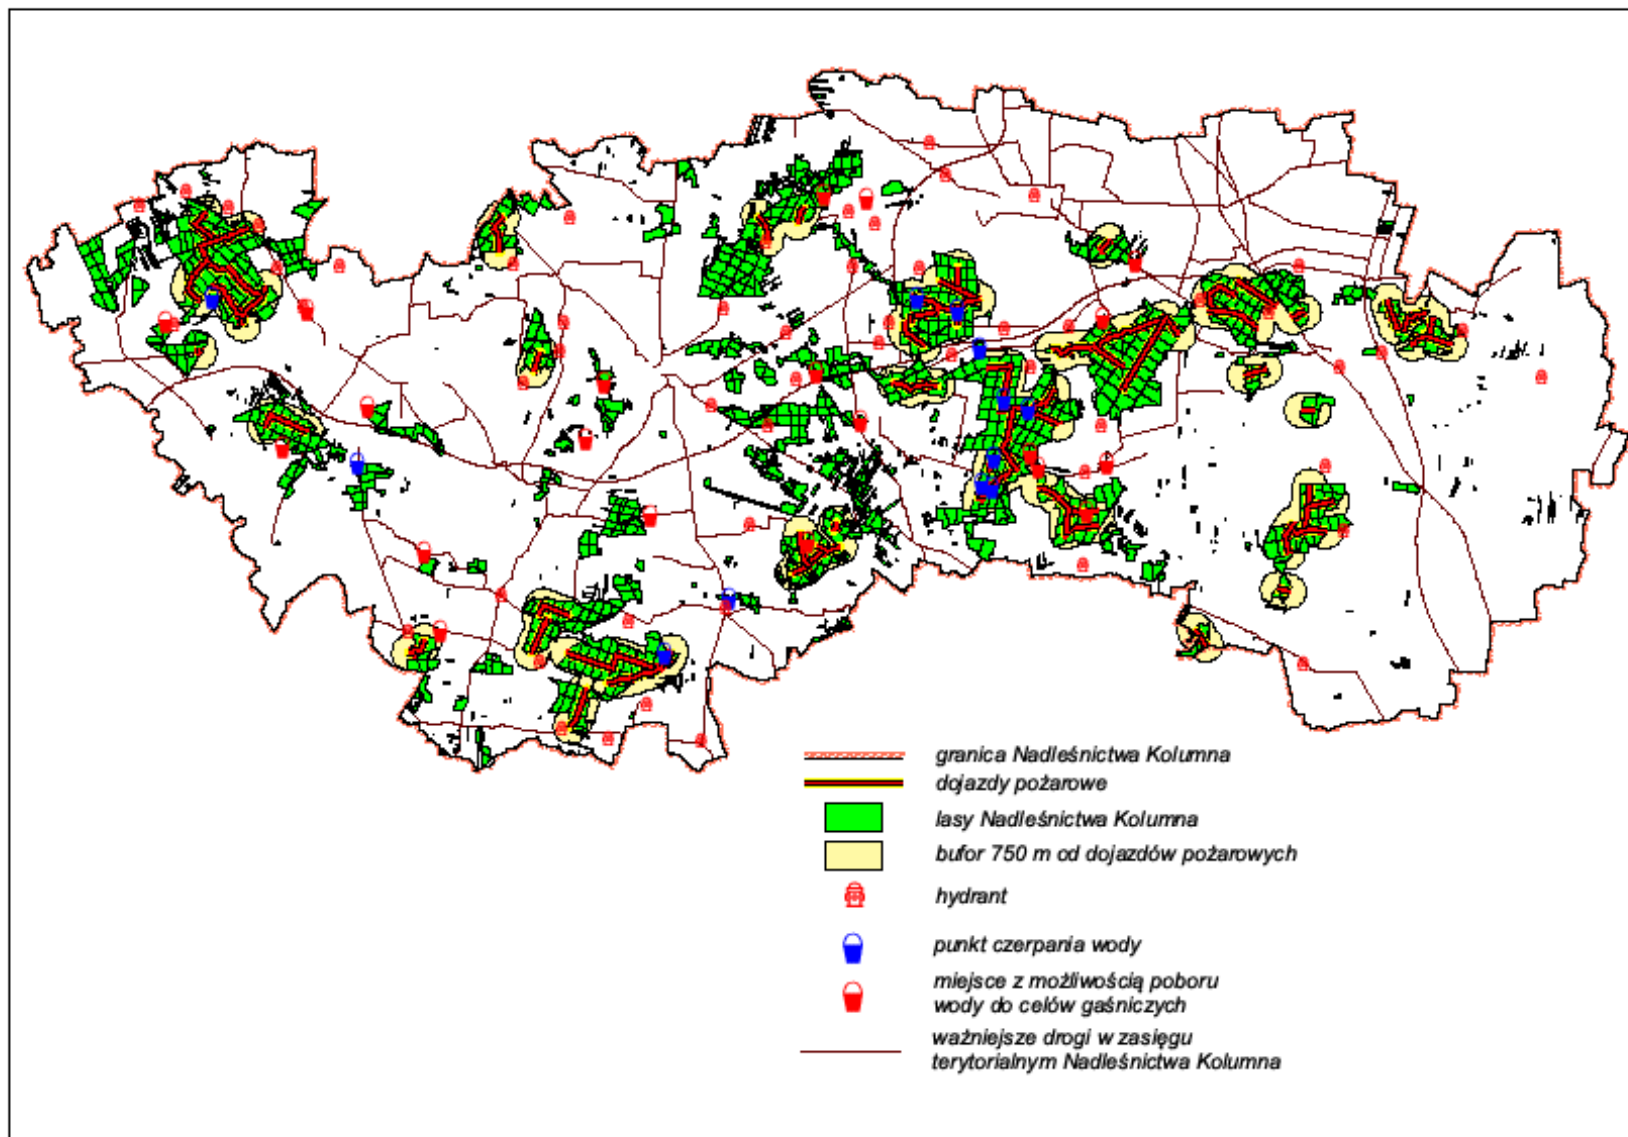 granica Nadleśnictwa Kolumna
dojazdy pożarowe
lasy Nadleśnictwa Kolumna
bufor 750 m od dojazdów pożarowych
hydrant
punkt czerpania wody
miejsce z możliwością poboru
wody do celów gaśniczych
ważniejsze drogi w zasięgu
terytorialnym Nadleśnictwa Kolumna